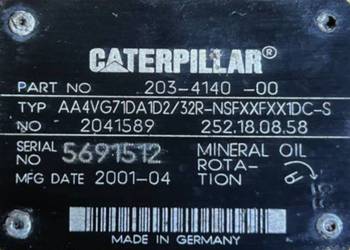 CATERPILLAR®
PART NO 203-4140 -00
TYP AA4VG71DA1D2/32R-NSFXXFXX1DC-S
NO 2041589 252.18.08.58
SERIAL NO 5691512 MINERAL OIL
ROTA-
TION
MFG DATE 2001-04
MADE IN GERMANY